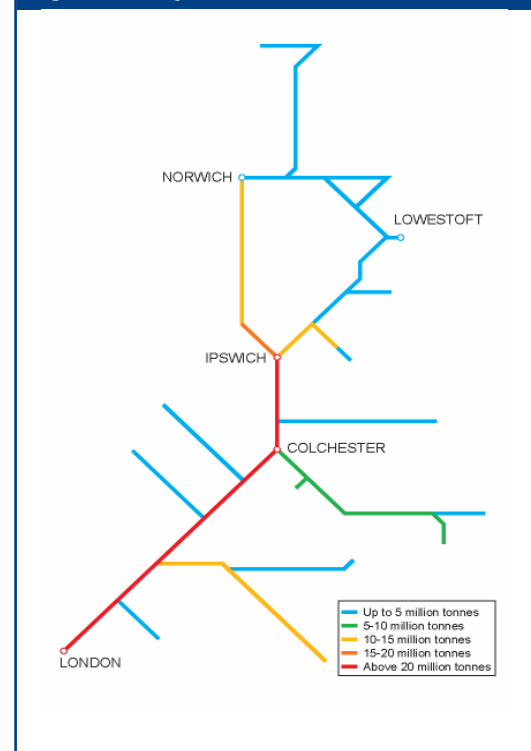 NORWICH
LOWESTOFT
IPSWICH
COLCHESTER
LONDON
Up to 5 million tonnes
5-10 million tonnes
10-15 million tonnes
15-20 million tonnes
Above 20 million tonnes